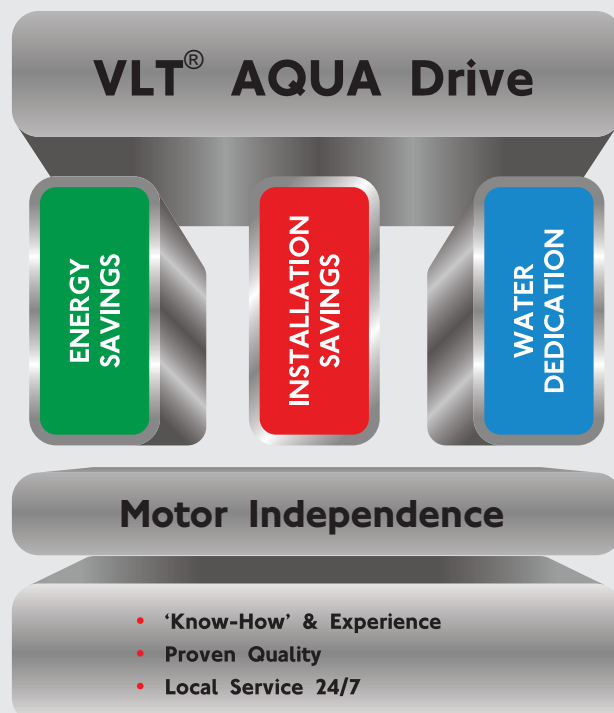 VLT® AQUA Drive
ENERGY
SAVINGS
INSTALLATION
SAVINGS
WATER
DEDICATION
Motor Independence
• ‘Know-How’ & Experience
• Proven Quality
• Local Service 24/7